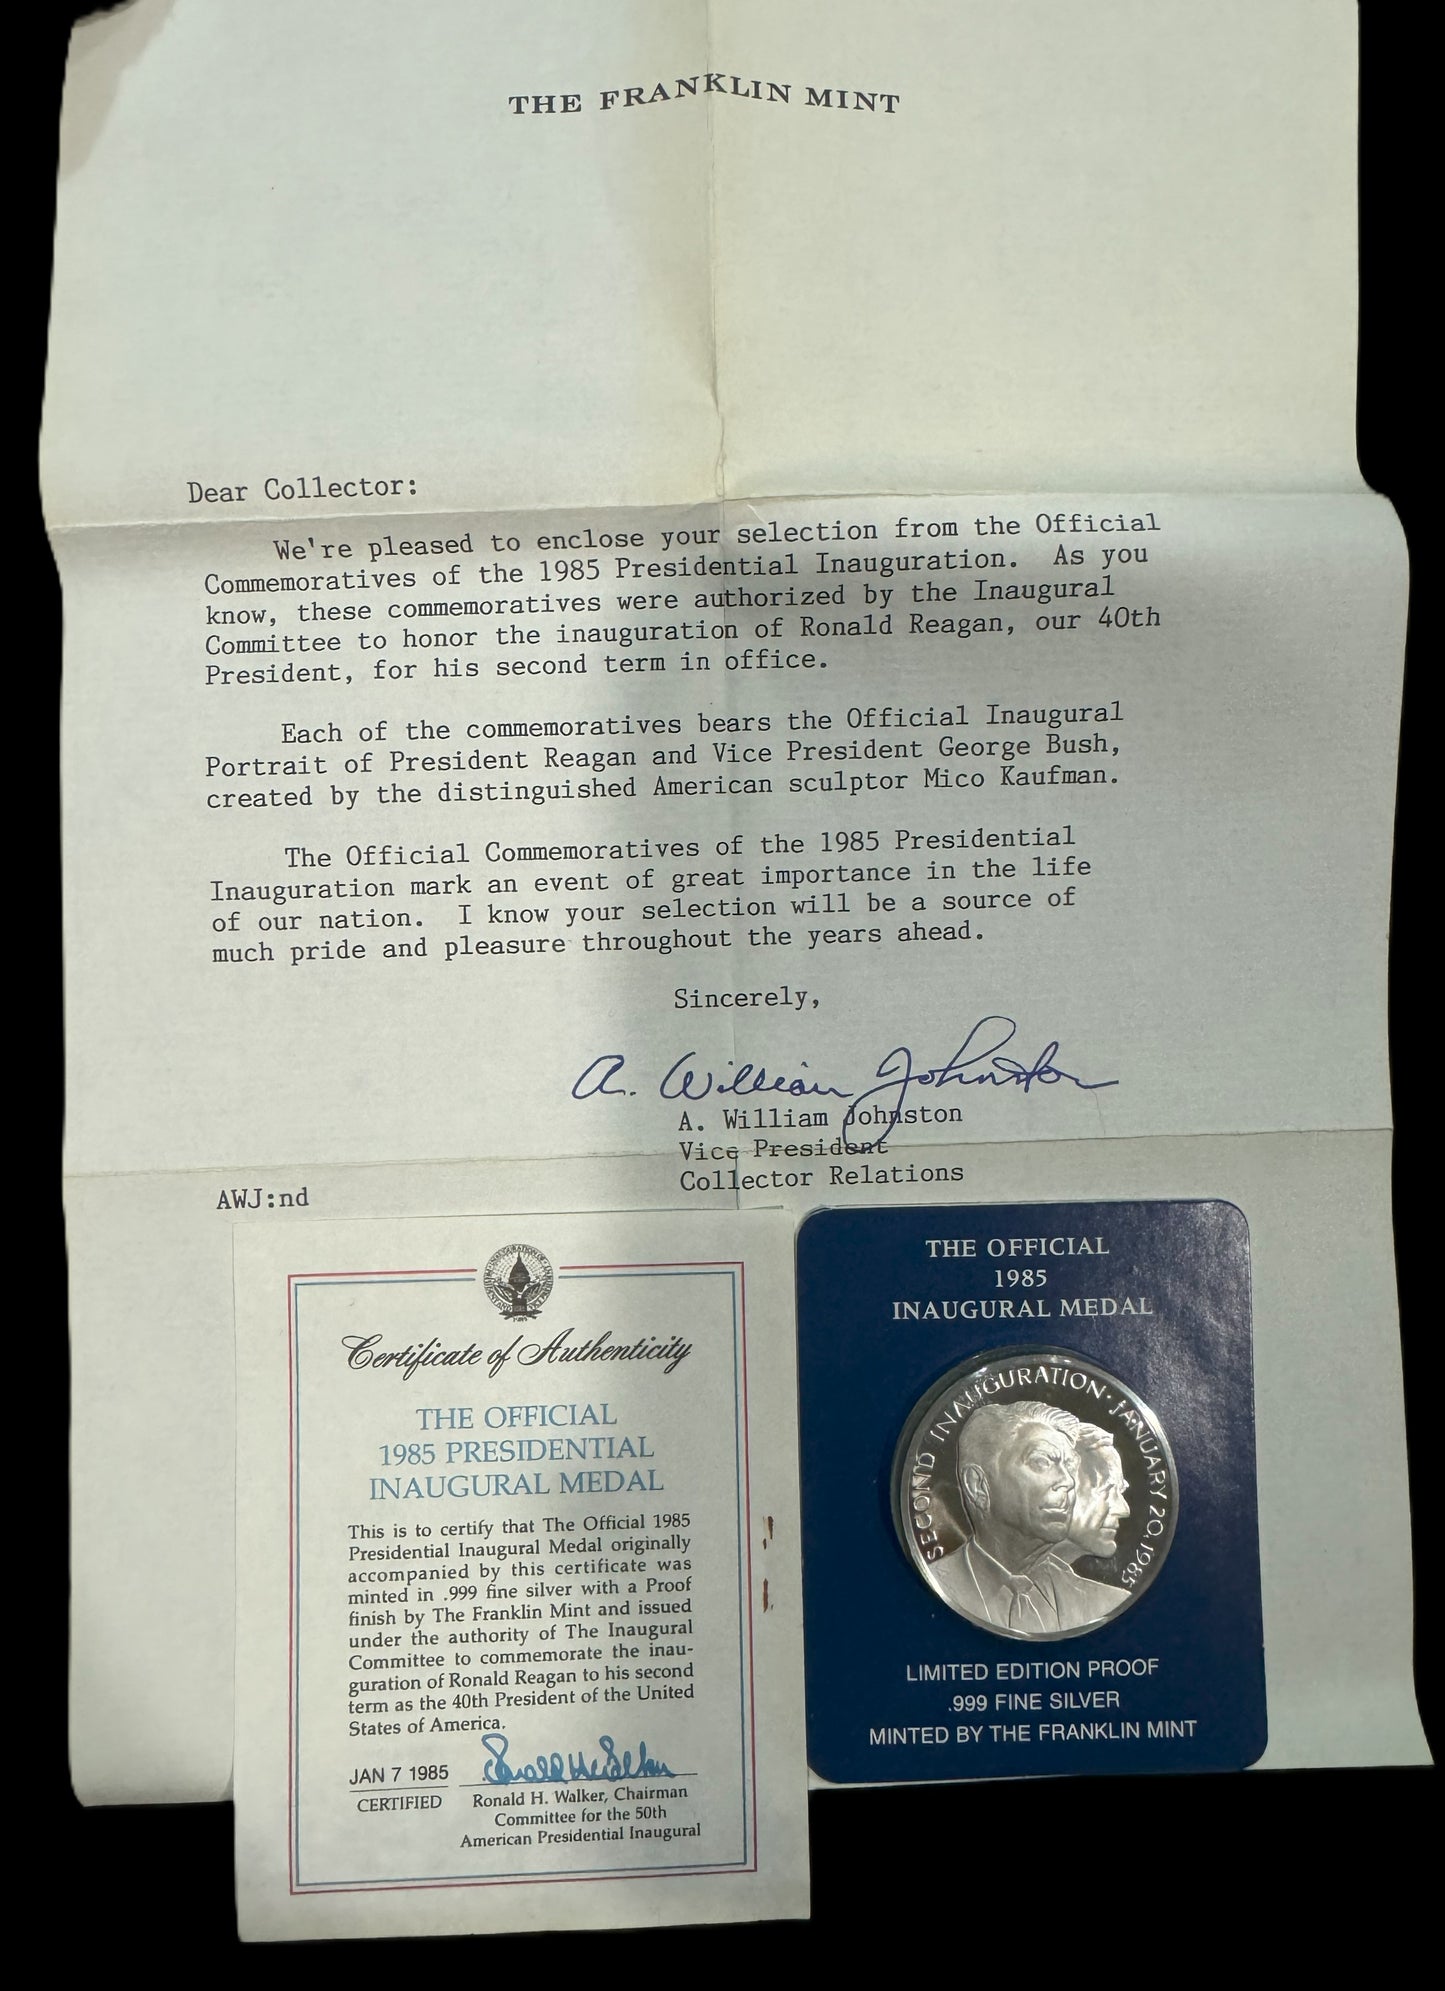 THE FRANKLIN MINT
Dear Collector:
We're pleased to enclose your selection from the Official
Commemoratives of the 1985 Presidential Inauguration. As you
know, these commemoratives were authorized by the Inaugural
Committee to honor the inauguration of Ronald Reagan, our 40th
President, for his second term in office.
Each of the commemoratives bears the Official Inaugural
Portrait of President Reagan and Vice President George Bush,
created by the distinguished American sculptor Mico Kaufman.
The Official Commemoratives of the 1985 Presidential
Inauguration mark an event of great importance in the life
of our nation. I know your selection will be a source of
much pride and pleasure throughout the years ahead.
Sincerely,
A. William Johnston
A. William Johnston
Vice President
Collector Relations
AWJ:nd
Certificate of Authenticity
THE OFFICIAL
1985 PRESIDENTIAL
INAUGURAL MEDAL
This is to certify that The Official 1985
Presidential Inaugural Medal originally
accompanied by this certificate was
minted in .999 fine silver with a Proof
finish by The Franklin Mint and issued
under the authority of The Inaugural
Committee to commemorate the inau-
guration of Ronald Reagan to his second
term as the 40th President of the United
States of America.
JAN 7 1985
CERTIFIED
Ronald H. Walker, Chairman
Committee for the 50th
American Presidential Inaugural
THE OFFICIAL
1985
INAUGURAL MEDAL
SECOND INAUGURATION · JANUARY 20, 1985
LIMITED EDITION PROOF
.999 FINE SILVER
MINTED BY THE FRANKLIN MINT